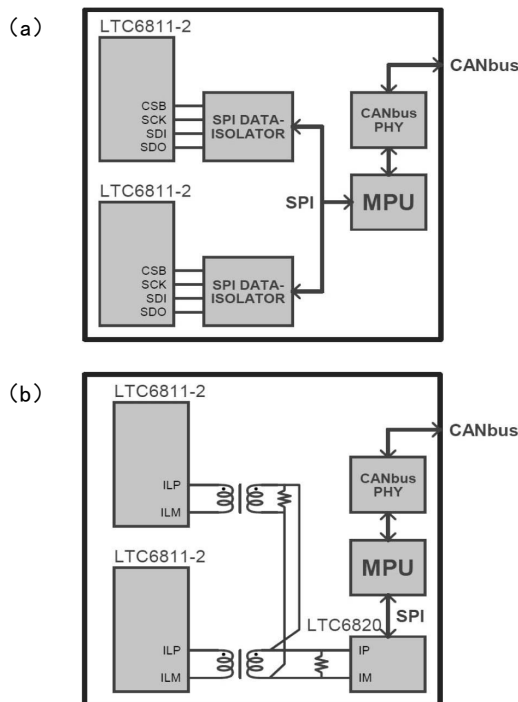 (a)
LTC6811-2
CSB
SCK
SDI
SDO
SPI DATA-
ISOLATOR
CANbus
CANbus
PHY
MPU
SPI
LTC6811-2
CSB
SCK
SDI
SDO
SPI DATA-
ISOLATOR
(b)
LTC6811-2
ILP
ILM
CANbus
CANbus
PHY
MPU
SPI
LTC6811-2
ILP
ILM
LTC6820
IP
IM